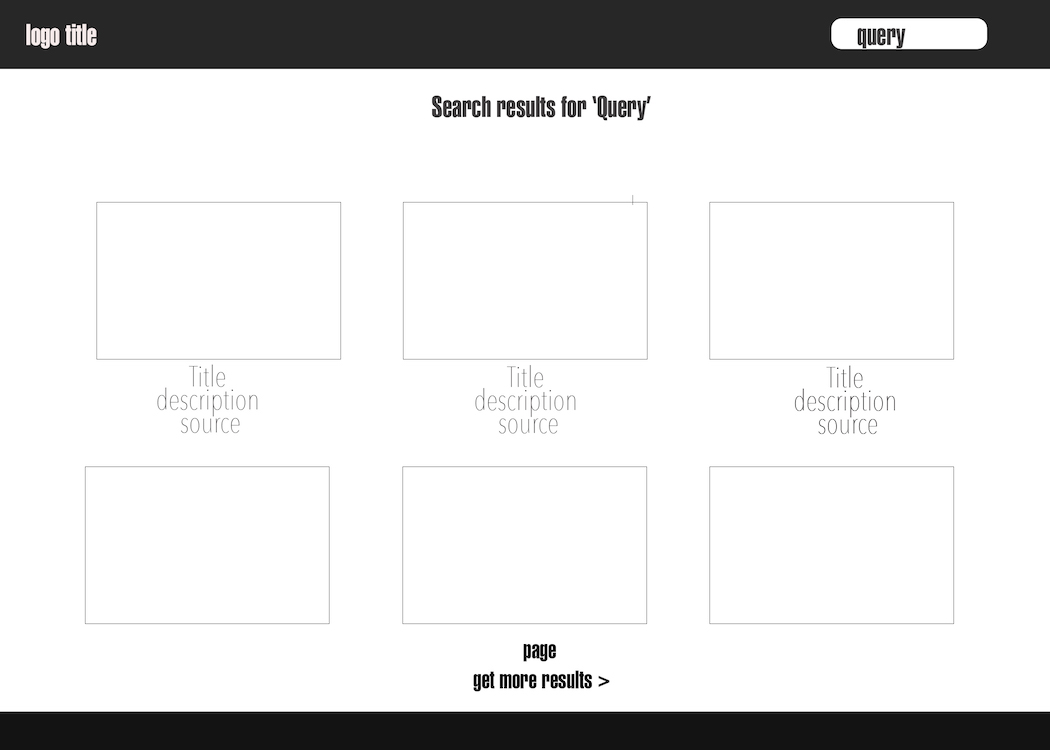 logo title
query
Search results for ‘Query’
Title
description
source
Title
description
source
Title
description
source
page
get more results >